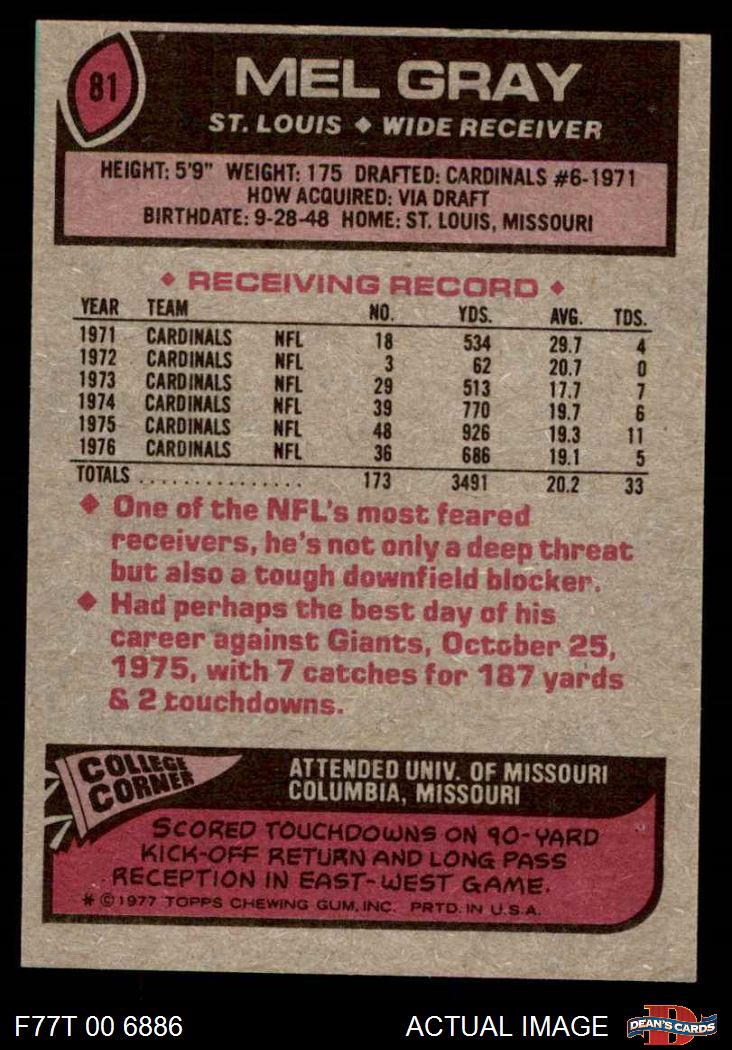 81
MEL GRAY
ST. LOUIS ◆ WIDE RECEIVER
HEIGHT: 5'9" WEIGHT: 175 DRAFTED: CARDINALS #6-1971
HOW ACQUIRED: VIA DRAFT
BIRTHDATE: 9-28-48 HOME: ST. LOUIS, MISSOURI
◆ RECEIVING RECORD ◆
YEAR TEAM NO. YDS. AVG. TDS.
1971 CARDINALS NFL 18 534 29.7 4
1972 CARDINALS NFL 3 62 20.7 0
1973 CARDINALS NFL 29 513 17.7 7
1974 CARDINALS NFL 39 770 19.7 6
1975 CARDINALS NFL 48 926 19.3 11
1976 CARDINALS NFL 36 686 19.1 5
TOTALS . . . . . . . . . . . . . . . 173 3491 20.2 33
◆ One of the NFL's most feared
receivers, he's not only a deep threat
but also a tough downfield blocker.
◆ Had perhaps the best day of his
career against Giants, October 25,
1975, with 7 catches for 187 yards
& 2 touchdowns.
COLLEGE
CORNER
ATTENDED UNIV. OF MISSOURI
COLUMBIA, MISSOURI
SCORED TOUCHDOWNS ON 90-YARD
KICK-OFF RETURN AND LONG PASS
RECEPTION IN EAST-WEST GAME.
* © 1977 TOPPS CHEWING GUM, INC. PRTD. IN U.S.A.
F77T 00 6886 ACTUAL IMAGE
D
DEAN'S CARDS